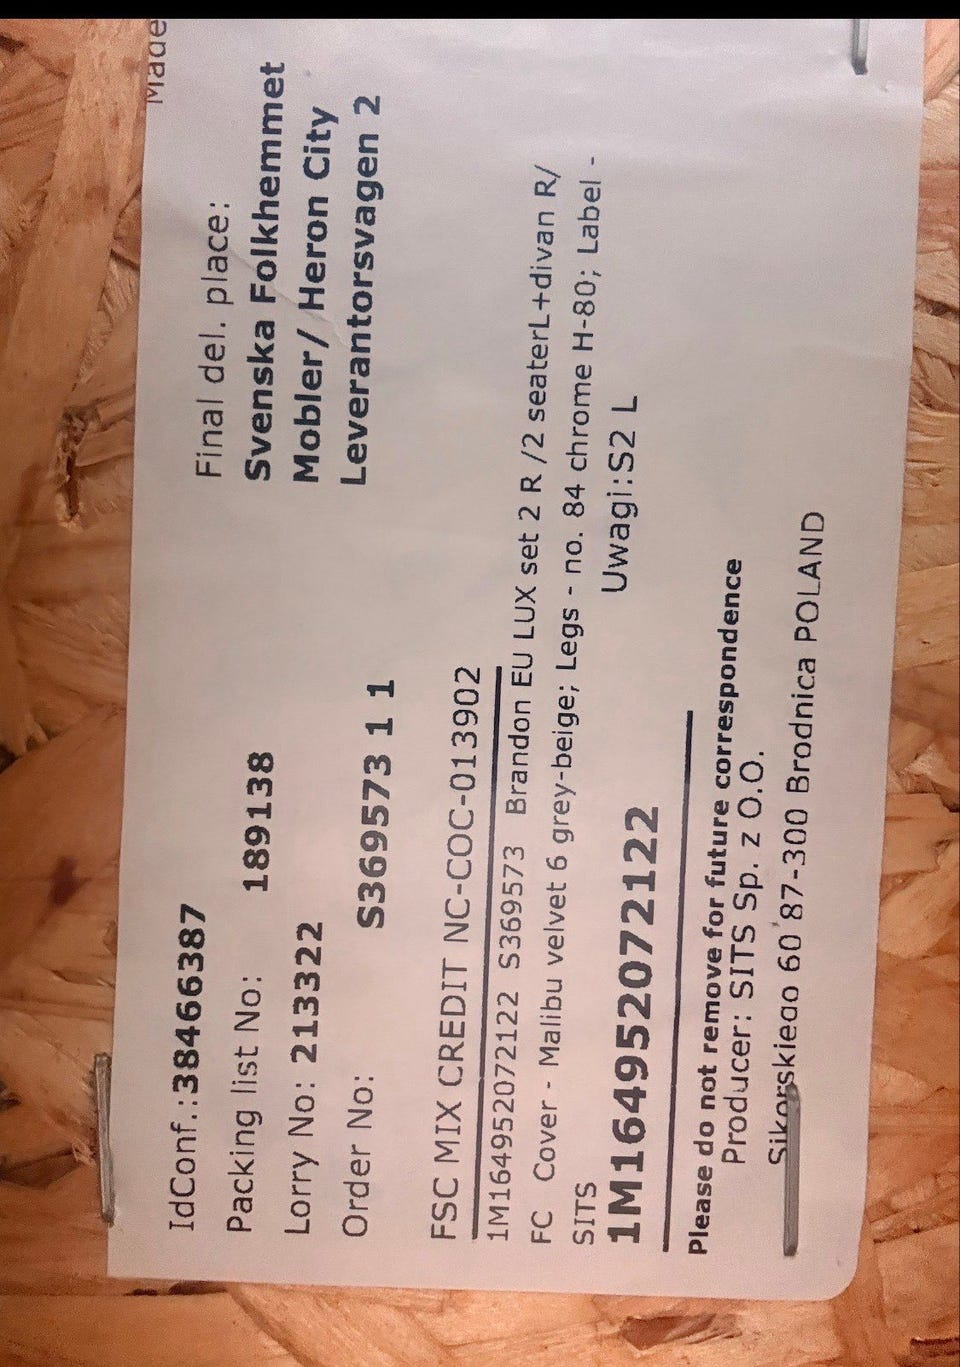 Made
IdConf.:38466387
Final del. place:
Packing list No: 189138
Svenska Folkhemmet
Lorry No: 213322
Mobler/ Heron City
Order No: S369573 1 1
Leverantorsvagen 2
FSC MIX CREDIT NC-COC-013902
1M164952072122 S369573 Brandon EU LUX set 2 R /2 seaterL+divan R/
FC Cover - Malibu velvet 6 grey-beige; Legs - no. 84 chrome H-80; Label -
SITS
Uwagi:S2 L
1M164952072122
Please do not remove for future correspondence
Producer: SITS Sp. z O.O.
Sikorskiego 60 87-300 Brodnica POLAND